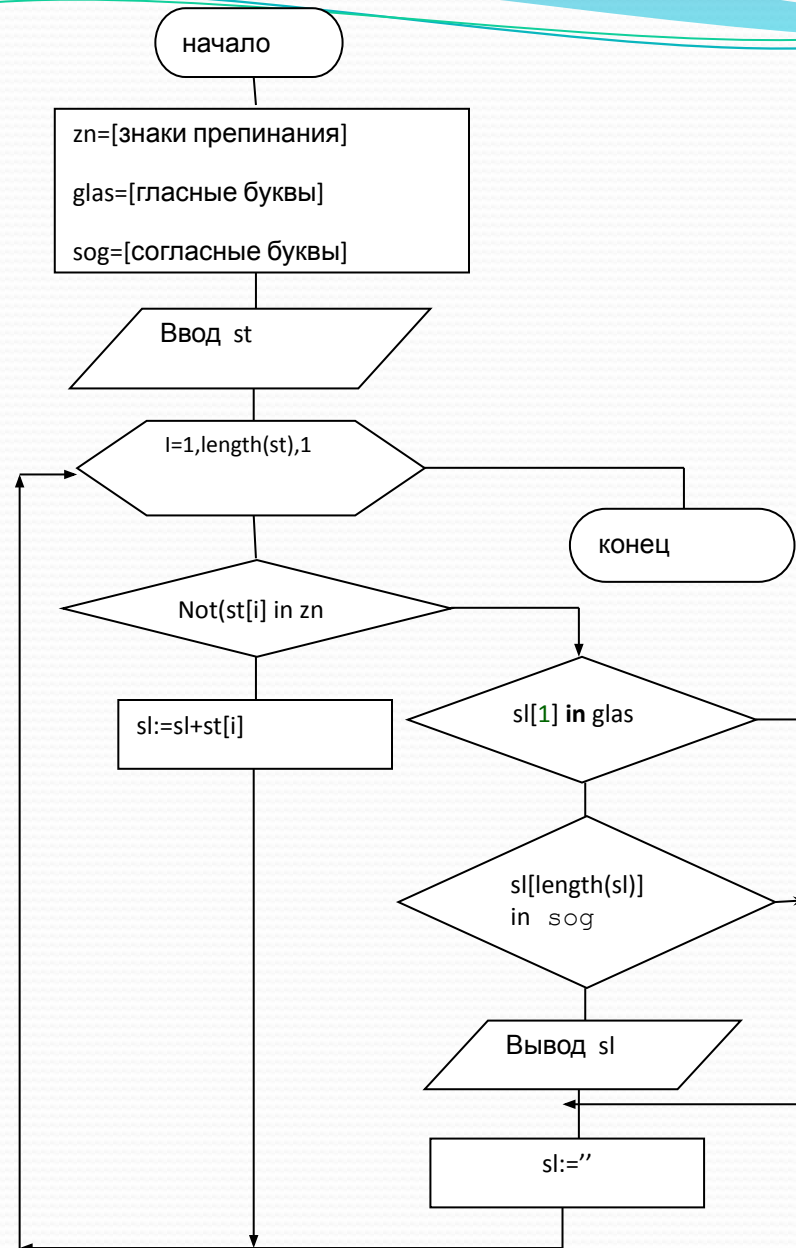 начало
zn=[знаки препинания]
glas=[гласные буквы]
sog=[согласные буквы]
Ввод st
I=1,length(st),1
конец
Not(st[i] in zn
sl:=sl+st[i]
sl[1] in glas
sl[length(sl)]
in sog
Вывод sl
sl:=’’